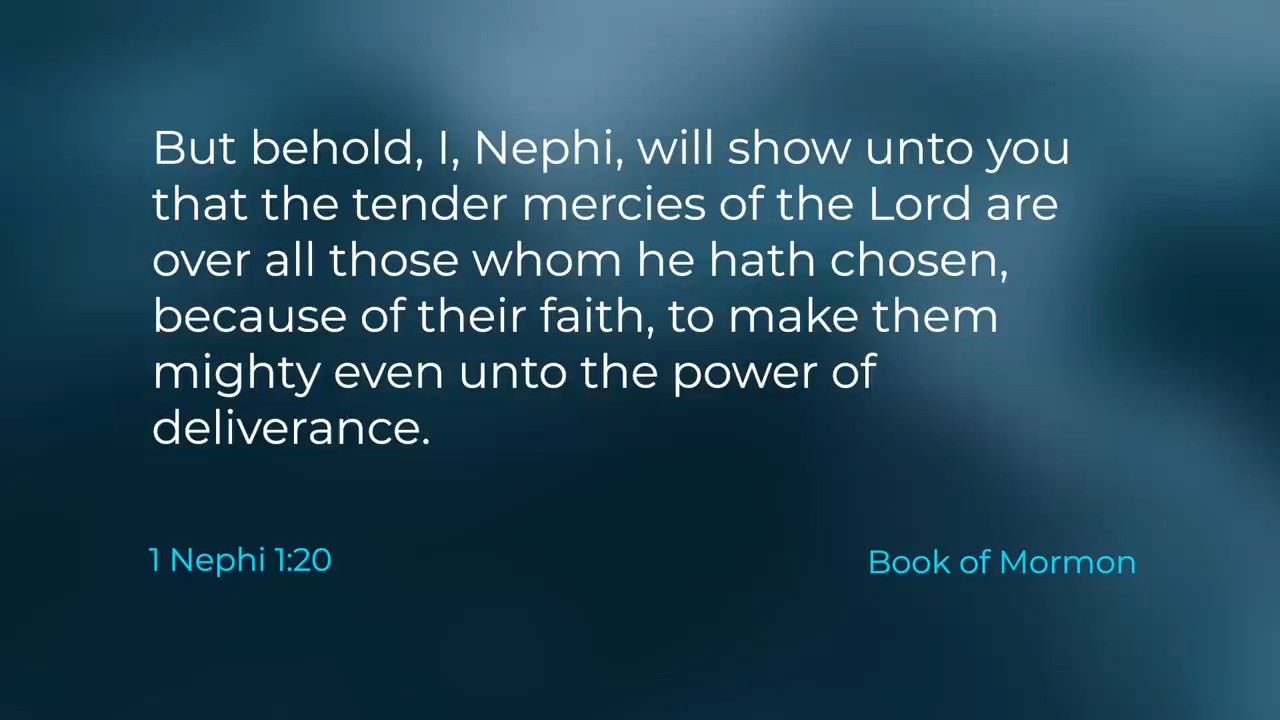 But behold, I, Nephi, will show unto you
that the tender mercies of the Lord are
over all those whom he hath chosen,
because of their faith, to make them
mighty even unto the power of
deliverance.
1 Nephi 1:20
Book of Mormon